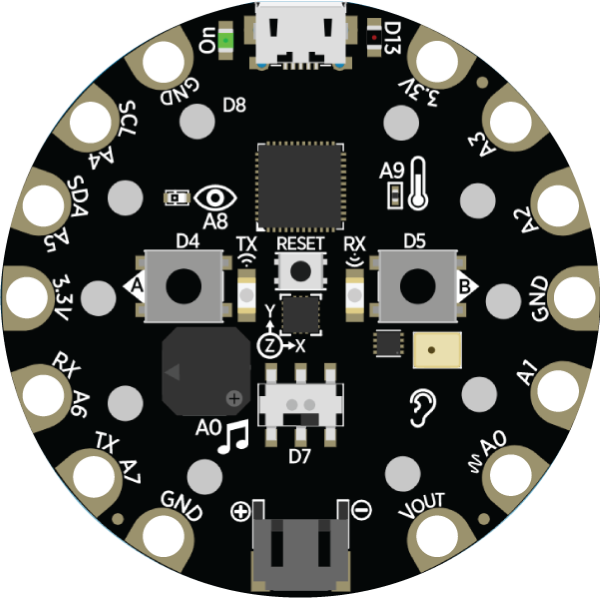 On
D13
GND
3.3V
SCL
A4
D8
A3
SDA
A5
A8
A9
A2
D4
TX
RESET
RX
D5
3.3V
A
B
GND
Y
Z
X
RX
A6
A1
A0
D7
TX
A7
A0
GND
VOUT